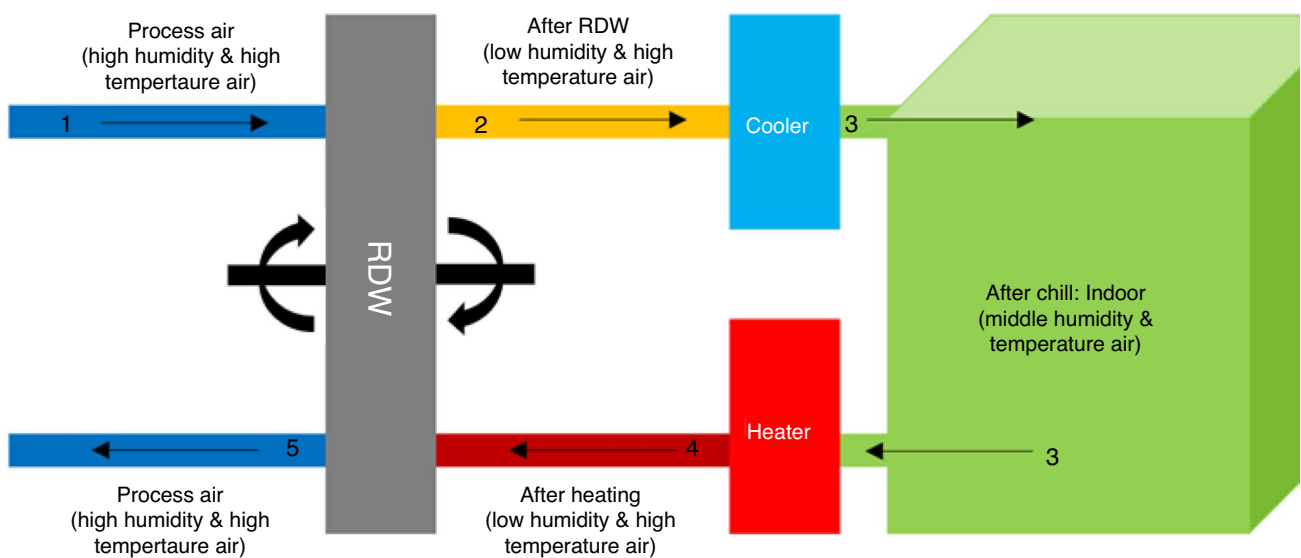 Process air
(high humidity & high
tempertaure air)
After RDW
(low humidity & high
temperature air)
1
2
Cooler
3
RDW
After chill: Indoor
(middle humidity &
temperature air)
Heater
5
4
3
Process air
(high humidity & high
tempertaure air)
After heating
(low humidity & high
temperature air)